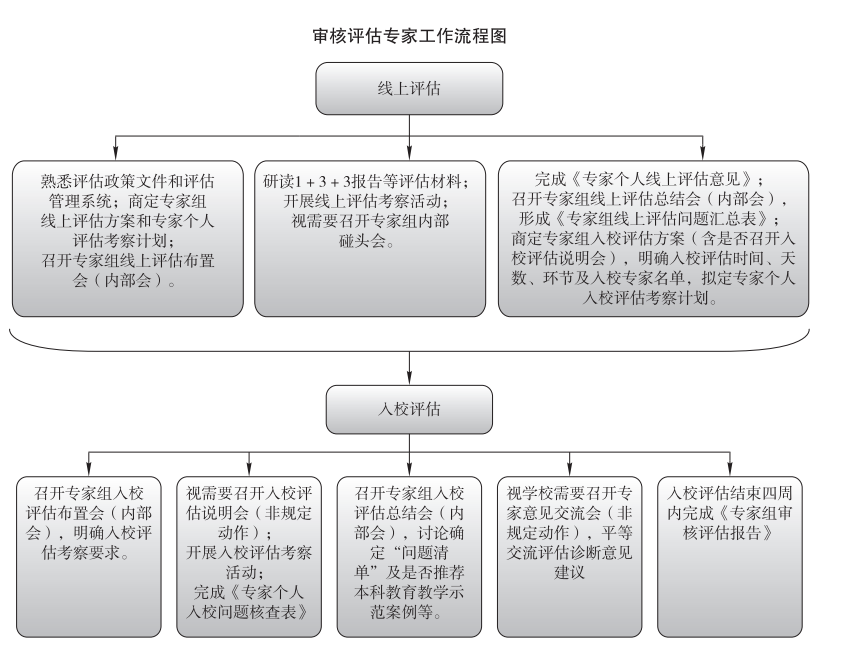 审核评估专家工作流程图
线上评估
熟悉评估政策文件和评估
管理系统；商定专家组
线上评估方案和专家个人
评估考察计划；
召开专家组线上评估布置
会（内部会）。
研读1+3+3报告等评估材料；
开展线上评估考察活动；
视需要召开专家组内部
碰头会。
完成《专家个人线上评估意见》；
召开专家组线上评估总结会（内部会），
形成《专家组线上评估问题汇总表》；
商定专家组入校评估方案（含是否召开入
校评估说明会），明确入校评估时间、天
数、环节及入校专家名单，拟定专家个人
入校评估考察计划。
入校评估
召开专家组入校
评估布置会（内部
会），明确入校评
估考察要求。
视需要召开入校评
估说明会（非规定
动作）；
开展入校评估考察
活动；
完成《专家个人
入校问题核查表》
召开专家组入校
评估总结会（内
部会），讨论确
定“问题清
单”及是否推荐
本科教育教学示
范案例等。
视学校需要召开专
家意见交流会（非
规定动作），平等
交流评估诊断意见
建议
入校评估结束四周
内完成《专家组审
核评估报告》